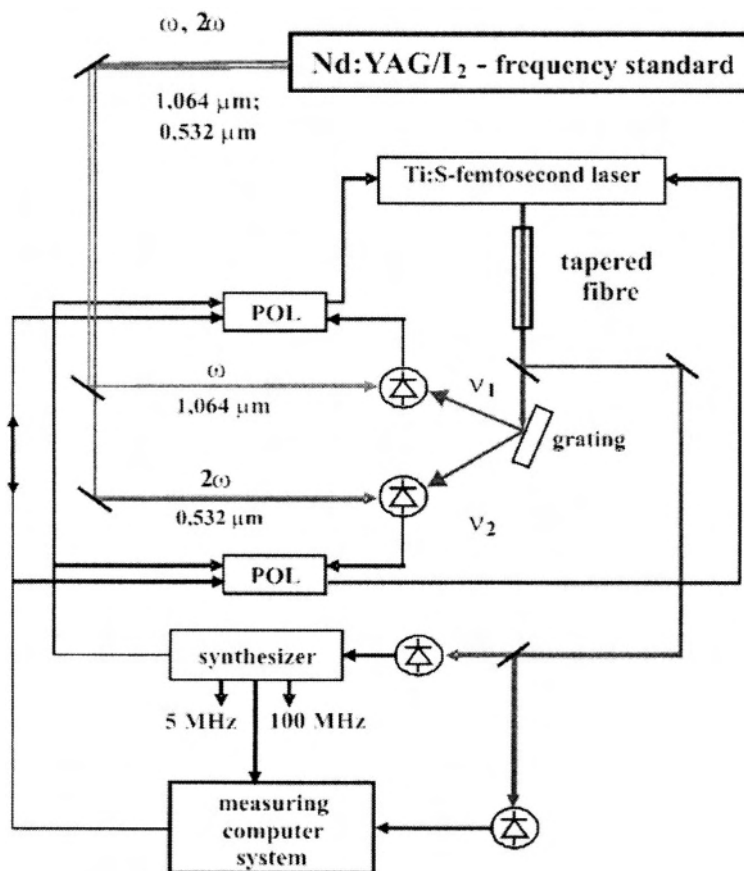 ω, 2ω
Nd:YAG/I₂ - frequency standard
1,064 μm;
0,532 μm
Ti:S-femtosecond laser
tapered
fibre
POL
ω
1,064 μm
ν₁
grating
2ω
0,532 μm
ν₂
POL
synthesizer
5 MHz
100 MHz
measuring
computer
system